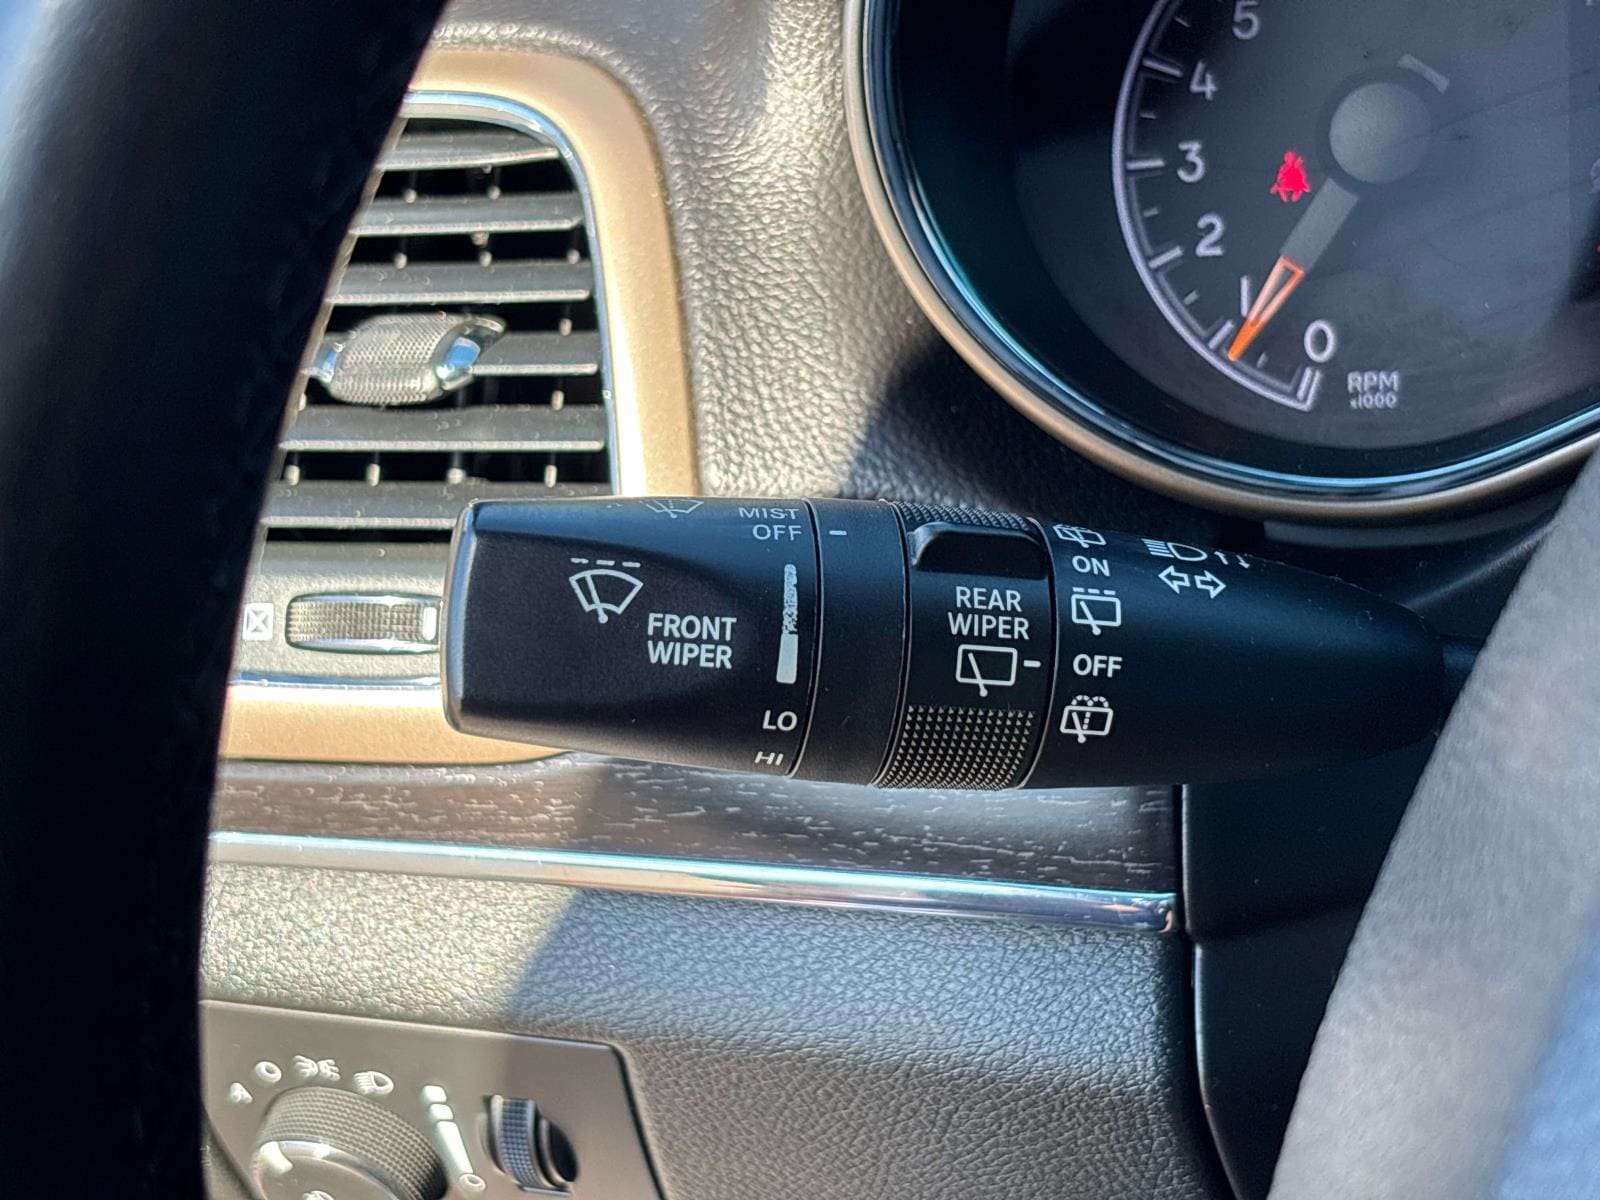 5
4
3
2
1
0
RPM
x1000
MIST
OFF
FRONT
WIPER
LO
HI
REAR
WIPER
ON
OFF